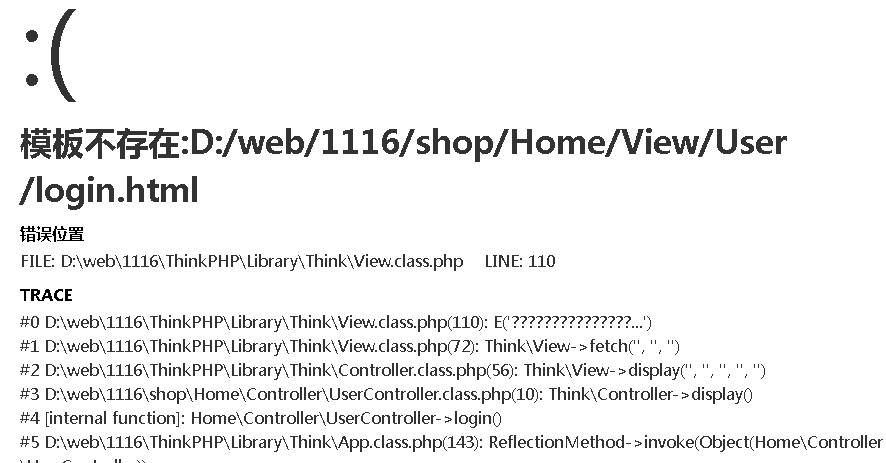 :(
模板不存在:D:/web/1116/shop/Home/View/User
/login.html
错误位置
FILE: D:\web\1116\ThinkPHP\Library\Think\View.class.php LINE: 110
TRACE
#0 D:\web\1116\ThinkPHP\Library\Think\View.class.php(110): E('???????????????...')
#1 D:\web\1116\ThinkPHP\Library\Think\View.class.php(72): Think\View->fetch('', '', '')
#2 D:\web\1116\ThinkPHP\Library\Think\Controller.class.php(56): Think\View->display('', '', '', '', '')
#3 D:\web\1116\shop\Home\Controller\UserController.class.php(10): Think\Controller->display()
#4 [internal function]: Home\Controller\UserController->login()
#5 D:\web\1116\ThinkPHP\Library\Think\App.class.php(143): ReflectionMethod->invoke(Object(Home\Controller